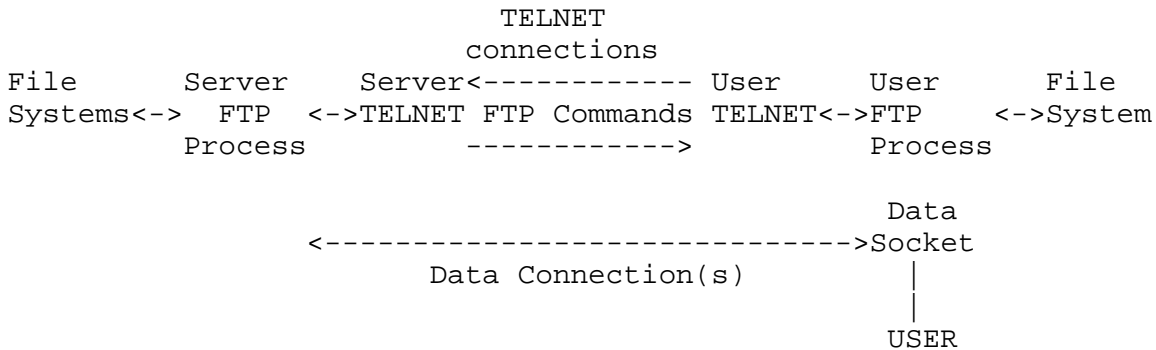 TELNET
connections
File Server Server<------------ User User File
Systems<-> FTP <->TELNET FTP Commands TELNET<->FTP <->System
Process ------------> Process
Data
<------------------------------>Socket
Data Connection(s) |
|
USER